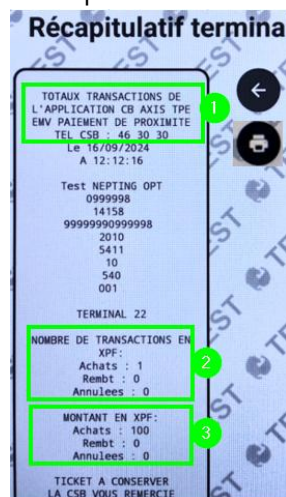 Récapitulatif termina
TOTAUX TRANSACTIONS DE
L'APPLICATION CB AXIS TPE
EMV PAIEMENT DE PROXIMITE
TEL CSB : 46 30 30
Le 16/09/2024
A 12:12:16
1
Test NEPTING OPT
0999998
14158
99999990999998
2010
5411
10
540
001
TERMINAL 22
NOMBRE DE TRANSACTIONS EN
XPF:
Achats : 1
Rembt : 0
Annulees : 0
2
MONTANT EN XPF:
Achats : 100
Rembt : 0
Annulees : 0
3
TICKET A CONSERVER
LA CSB VOUS REMERCIE